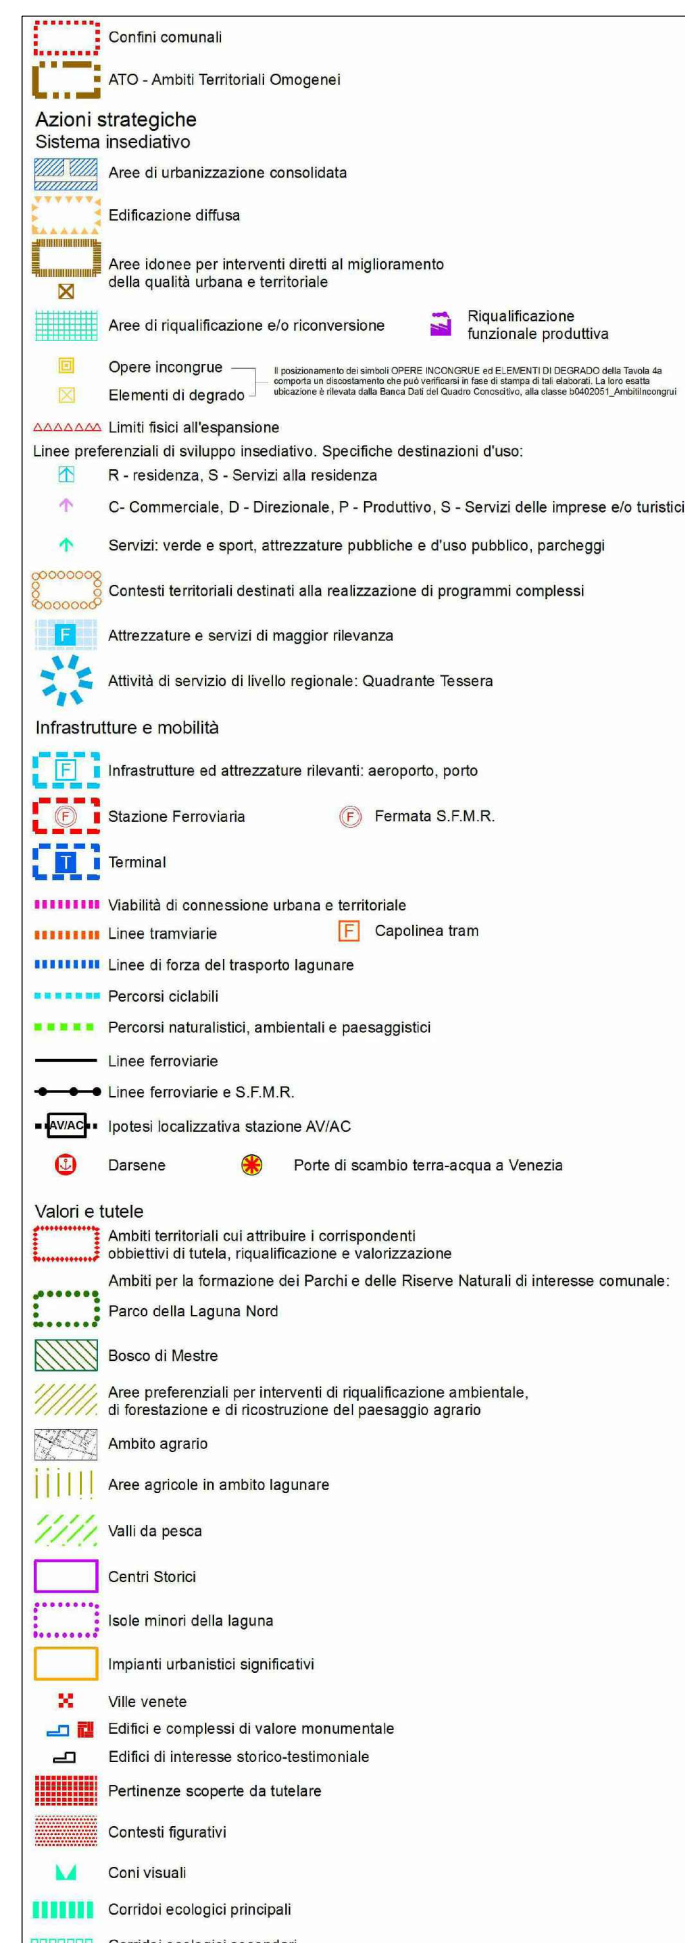 Confini comunali
ATO - Ambiti Territoriali Omogenei
Azioni strategiche
Sistema insediativo
Aree di urbanizzazione consolidata
Edificazione diffusa
Aree idonee per interventi diretti al miglioramento
della qualità urbana e territoriale
Aree di riqualificazione e/o riconversione
Riqualificazione
funzionale produttiva
Opere incongrue
Elementi di degrado
Il posizionamento dei simboli OPERE INCONGRUE ed ELEMENTI DI DEGRADO della Tavola 4a
comporta un discostamento che può verificarsi in fase di stampa di tali elaborati. La loro esatta
ubicazione è rilevata dalla Banca Dati del Quadro Conoscitivo, alla classe b0402051_AmbitiIncongrui
Limiti fisici all'espansione
Linee preferenziali di sviluppo insediativo. Specifiche destinazioni d'uso:
R - residenza, S - Servizi alla residenza
C- Commerciale, D - Direzionale, P - Produttivo, S - Servizi delle imprese e/o turistici
Servizi: verde e sport, attrezzature pubbliche e d'uso pubblico, parcheggi
Contesti territoriali destinati alla realizzazione di programmi complessi
F
Attrezzature e servizi di maggior rilevanza
Attività di servizio di livello regionale: Quadrante Tessera
Infrastrutture e mobilità
F
Infrastrutture ed attrezzature rilevanti: aeroporto, porto
F
Stazione Ferroviaria
F
Fermata S.F.M.R.
T
Terminal
Viabilità di connessione urbana e territoriale
Linee tramviarie
F
Capolinea tram
Linee di forza del trasporto lagunare
Percorsi ciclabili
Percorsi naturalistici, ambientali e paesaggistici
Linee ferroviarie
Linee ferroviarie e S.F.M.R.
AV/AC
Ipotesi localizzativa stazione AV/AC
Darsene
Porte di scambio terra-acqua a Venezia
Valori e tutele
Ambiti territoriali cui attribuire i corrispondenti
obbiettivi di tutela, riqualificazione e valorizzazione
Ambiti per la formazione dei Parchi e delle Riserve Naturali di interesse comunale:
Parco della Laguna Nord
Bosco di Mestre
Aree preferenziali per interventi di riqualificazione ambientale,
di forestazione e di ricostruzione del paesaggio agrario
Ambito agrario
Aree agricole in ambito lagunare
Valli da pesca
Centri Storici
Isole minori della laguna
Impianti urbanistici significativi
Ville venete
Edifici e complessi di valore monumentale
Edifici di interesse storico-testimoniale
Pertinenze scoperte da tutelare
Contesti figurativi
Coni visuali
Corridoi ecologici principali
Corridoi ecologici secondari